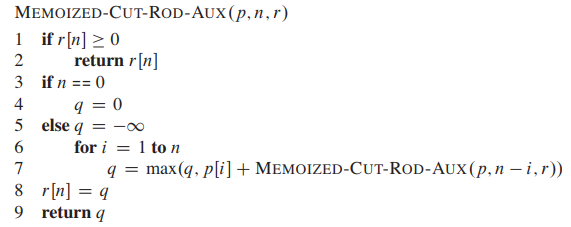 MEMOIZED-CUT-ROD-AUX(p, n, r)
1 if r[n] ≥ 0
2 return r[n]
3 if n == 0
4 q = 0
5 else q = −∞
6 for i = 1 to n
7 q = max(q, p[i] + MEMOIZED-CUT-ROD-AUX(p, n − i, r))
8 r[n] = q
9 return q